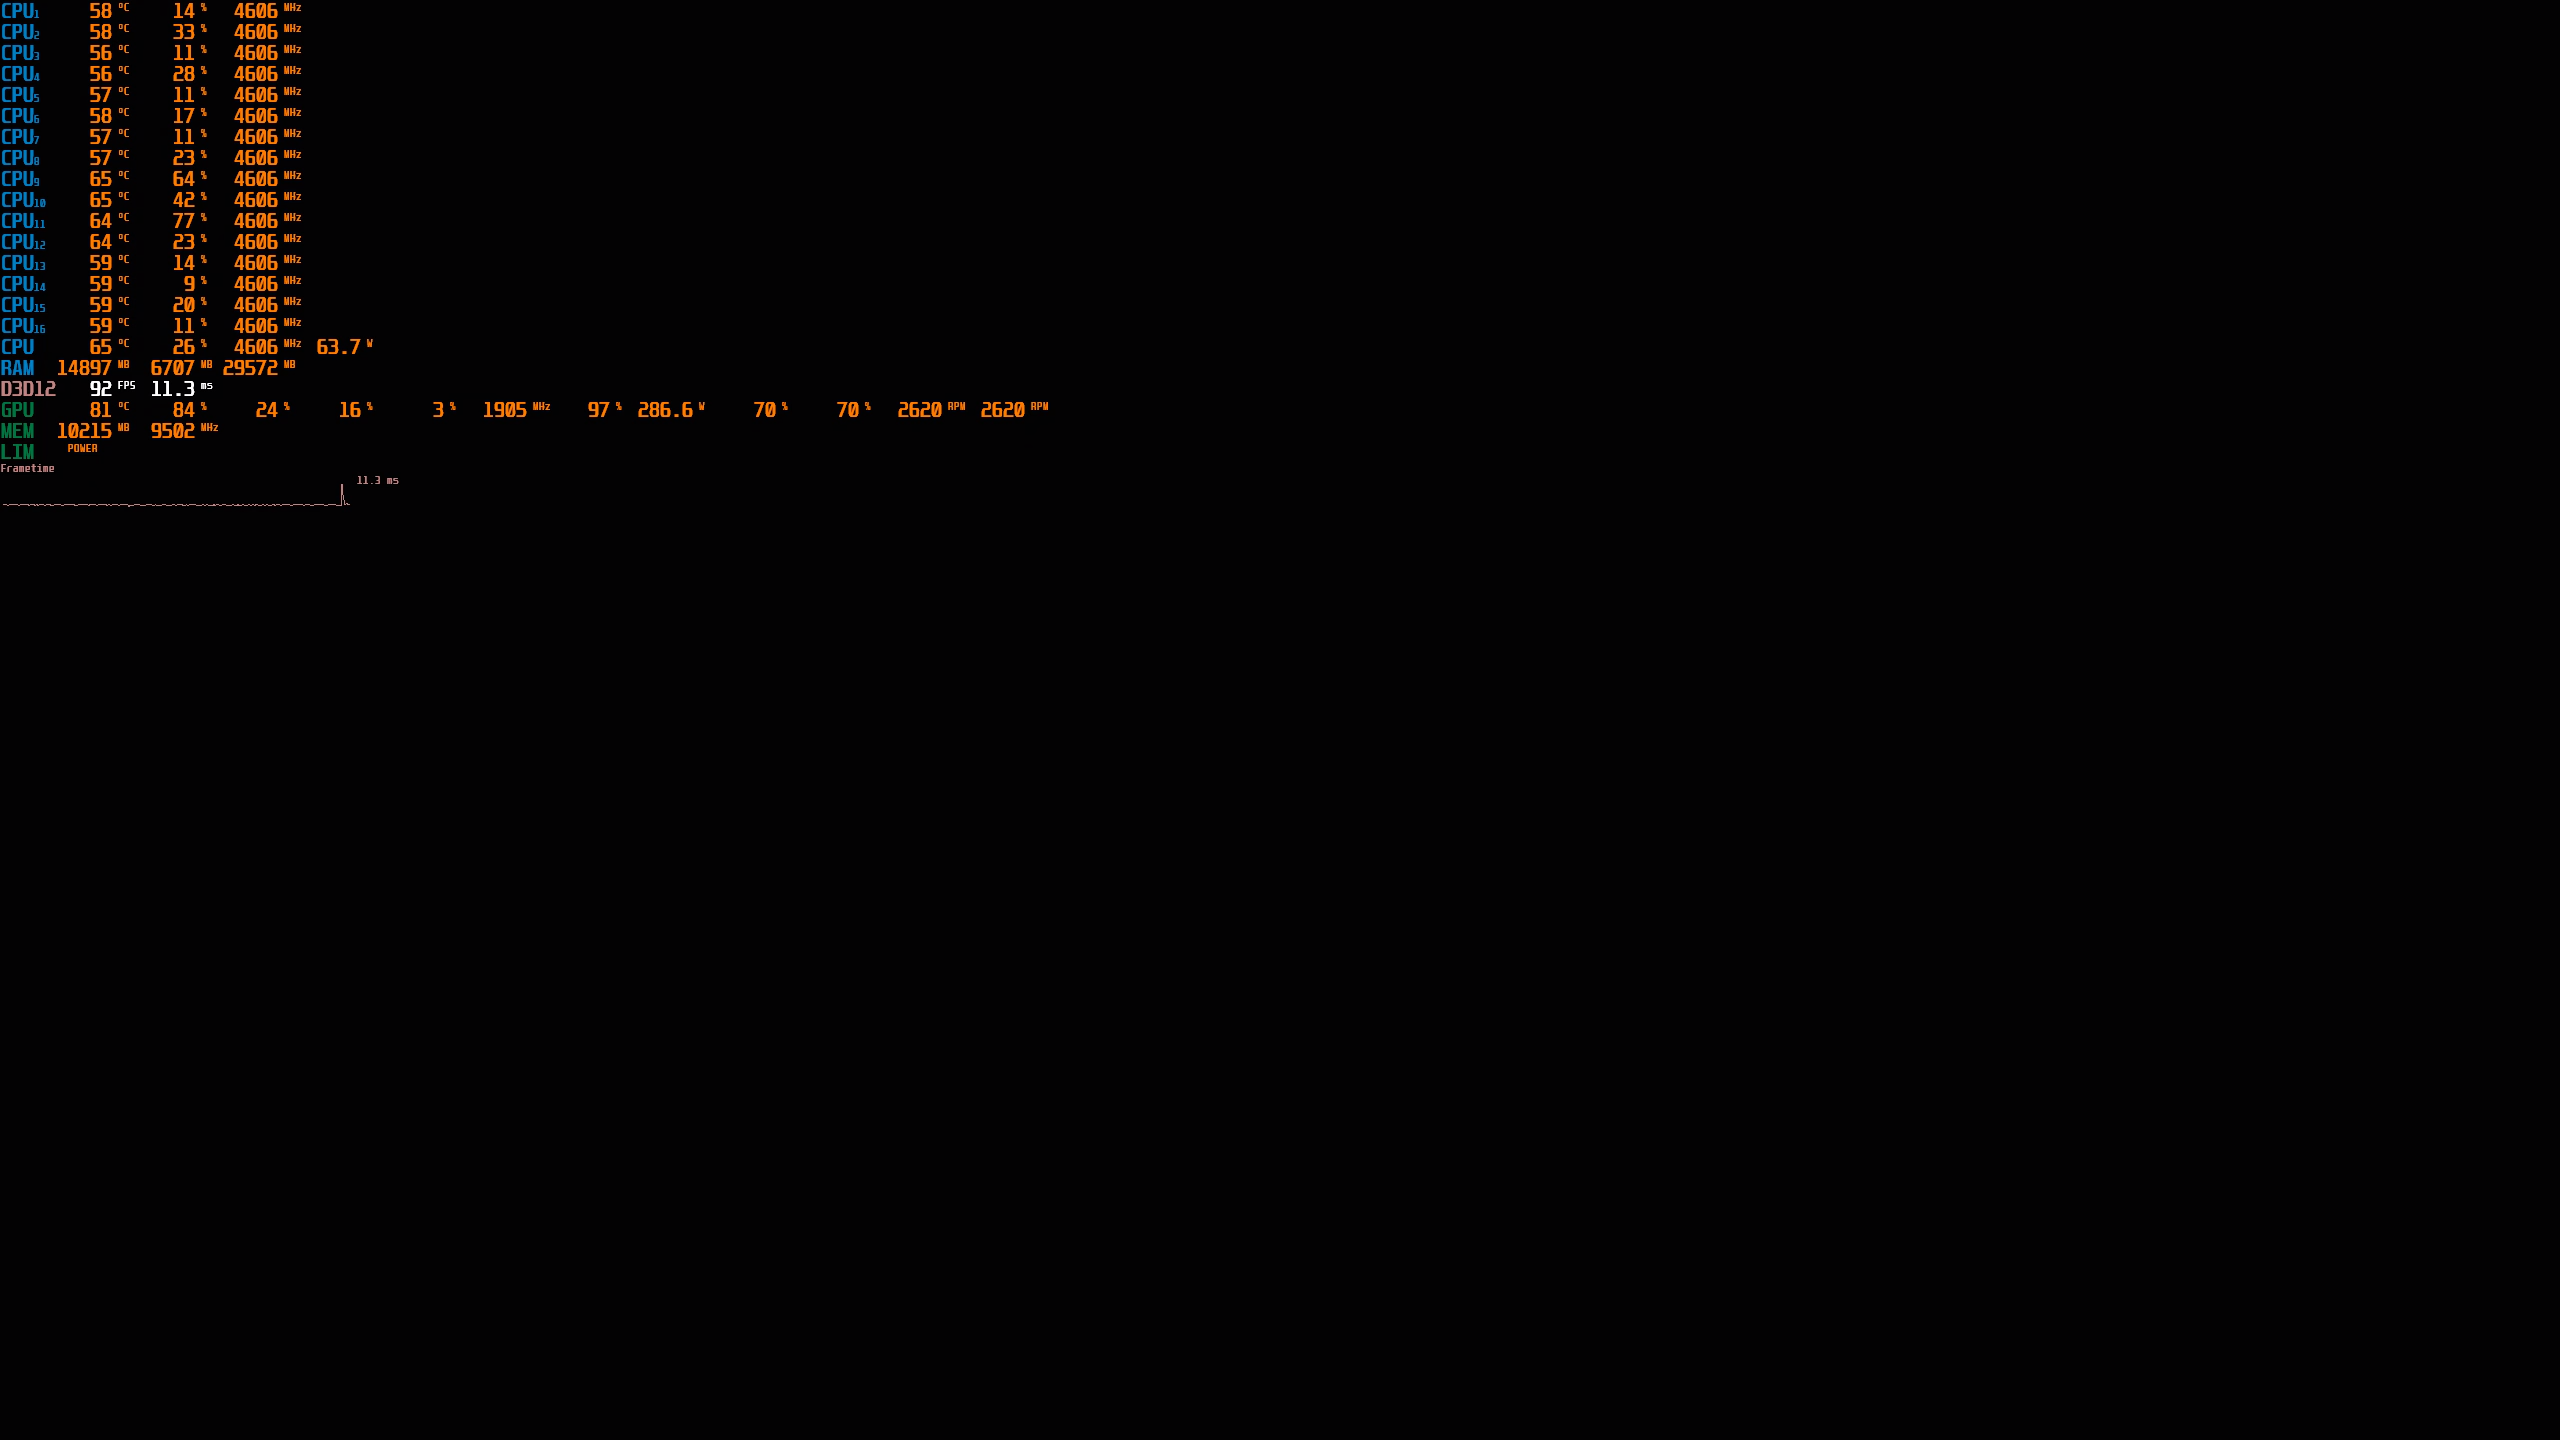 CPU1 58 °C 14 % 4606 MHz
CPU2 58 °C 33 % 4606 MHz
CPU3 56 °C 11 % 4606 MHz
CPU4 56 °C 28 % 4606 MHz
CPU5 57 °C 11 % 4606 MHz
CPU6 58 °C 17 % 4606 MHz
CPU7 57 °C 11 % 4606 MHz
CPU8 57 °C 23 % 4606 MHz
CPU9 65 °C 64 % 4606 MHz
CPU10 65 °C 42 % 4606 MHz
CPU11 64 °C 77 % 4606 MHz
CPU12 64 °C 23 % 4606 MHz
CPU13 59 °C 14 % 4606 MHz
CPU14 59 °C 9 % 4606 MHz
CPU15 59 °C 20 % 4606 MHz
CPU16 59 °C 11 % 4606 MHz
CPU 65 °C 26 % 4606 MHz 63.7 W
RAM 14897 MB 6707 MB 29572 MB
D3D12 92 FPS 11.3 ms
GPU 81 °C 84 % 24 % 16 % 3 % 1905 MHz 97 % 286.6 W 70 % 70 % 2620 RPM 2620 RPM
MEM 10215 MB 9502 MHz
LIM POWER
Frametime
11.3 ms